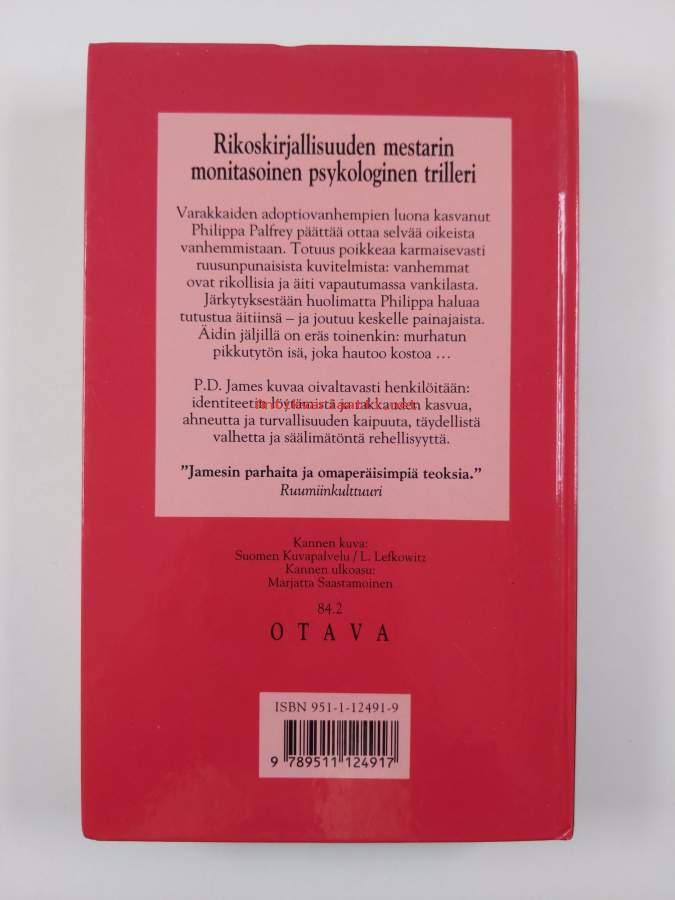 Rikoskirjallisuuden mestarin
monitasoinen psykologinen trilleri
Varakkaiden adoptiovanhempien luona kasvanut
Philippa Palfrey päättää ottaa selvää oikeista
vanhemmistaan. Totuus poikkeaa karmaisevasti
ruusunpunaisista kuvitelmista: vanhemmat
ovat rikollisia ja äiti vapautumassa vankilasta.
Järkytyksestään huolimatta Philippa haluaa
tutustua äitiinsä – ja joutuu keskelle painajaista.
Äidin jäljillä on eräs toinenkin: murhatun
pikkutytön isä, joka hautoo kostoa ...
P.D. James kuvaa oivaltavasti henkilöitään:
identiteetin löytämistä ja rakkauden kasvua,
ahneutta ja turvallisuuden kaipuuta, täydellistä
valhetta ja säälimätöntä rehellisyyttä.
”Jamesin parhaita ja omaperäisimpiä teoksia.”
Ruumiinkulttuuri
Kannen kuva:
Suomen Kuvapalvelu / L. Lefkowitz
Kannen ulkoasu:
Marjatta Saastamoinen
84.2
OTAVA
ISBN 951-1-12491-9
9 789511 124917